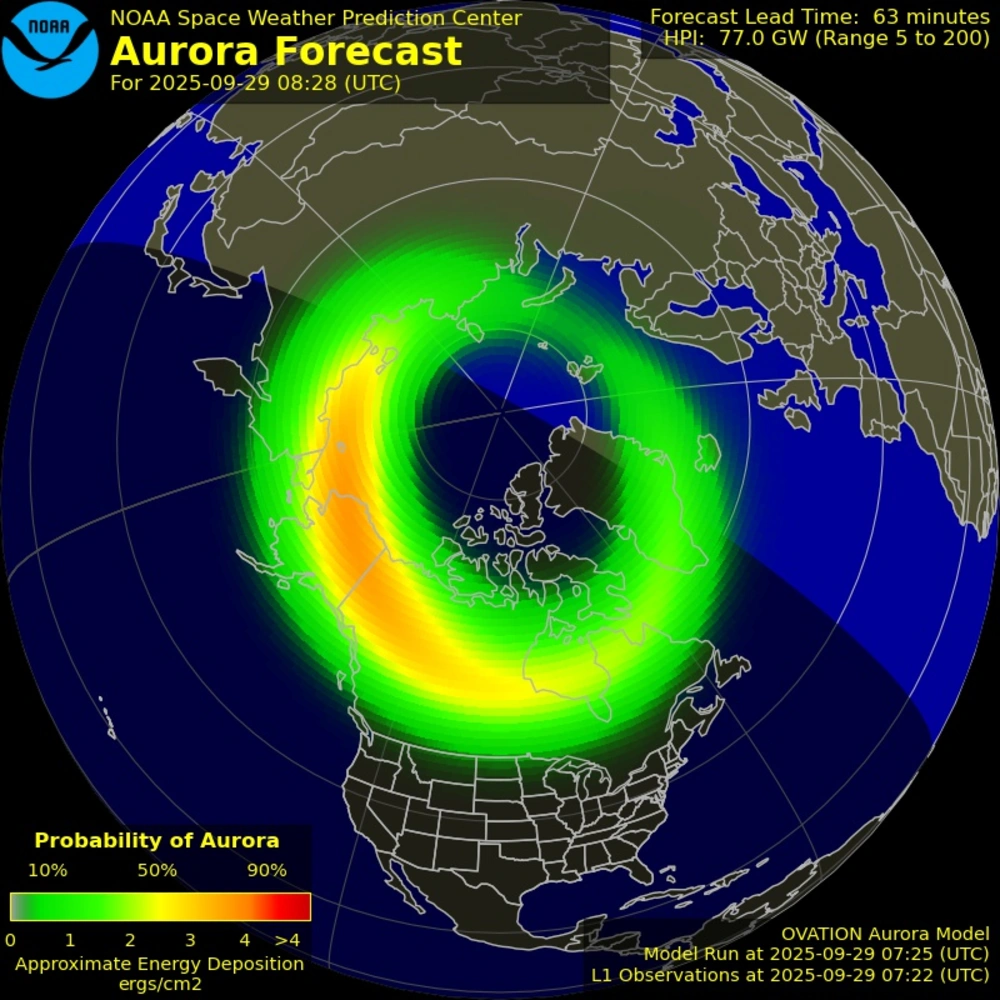 NOAA
NOAA Space Weather Prediction Center
Aurora Forecast
For 2025-09-29 08:28 (UTC)
Forecast Lead Time: 63 minutes
HPI: 77.0 GW (Range 5 to 200)
Probability of Aurora
10% 50% 90%
0 1 2 3 4 >4
Approximate Energy Deposition
ergs/cm2
OVATION Aurora Model
Model Run at 2025-09-29 07:25 (UTC)
L1 Observations at 2025-09-29 07:22 (UTC)